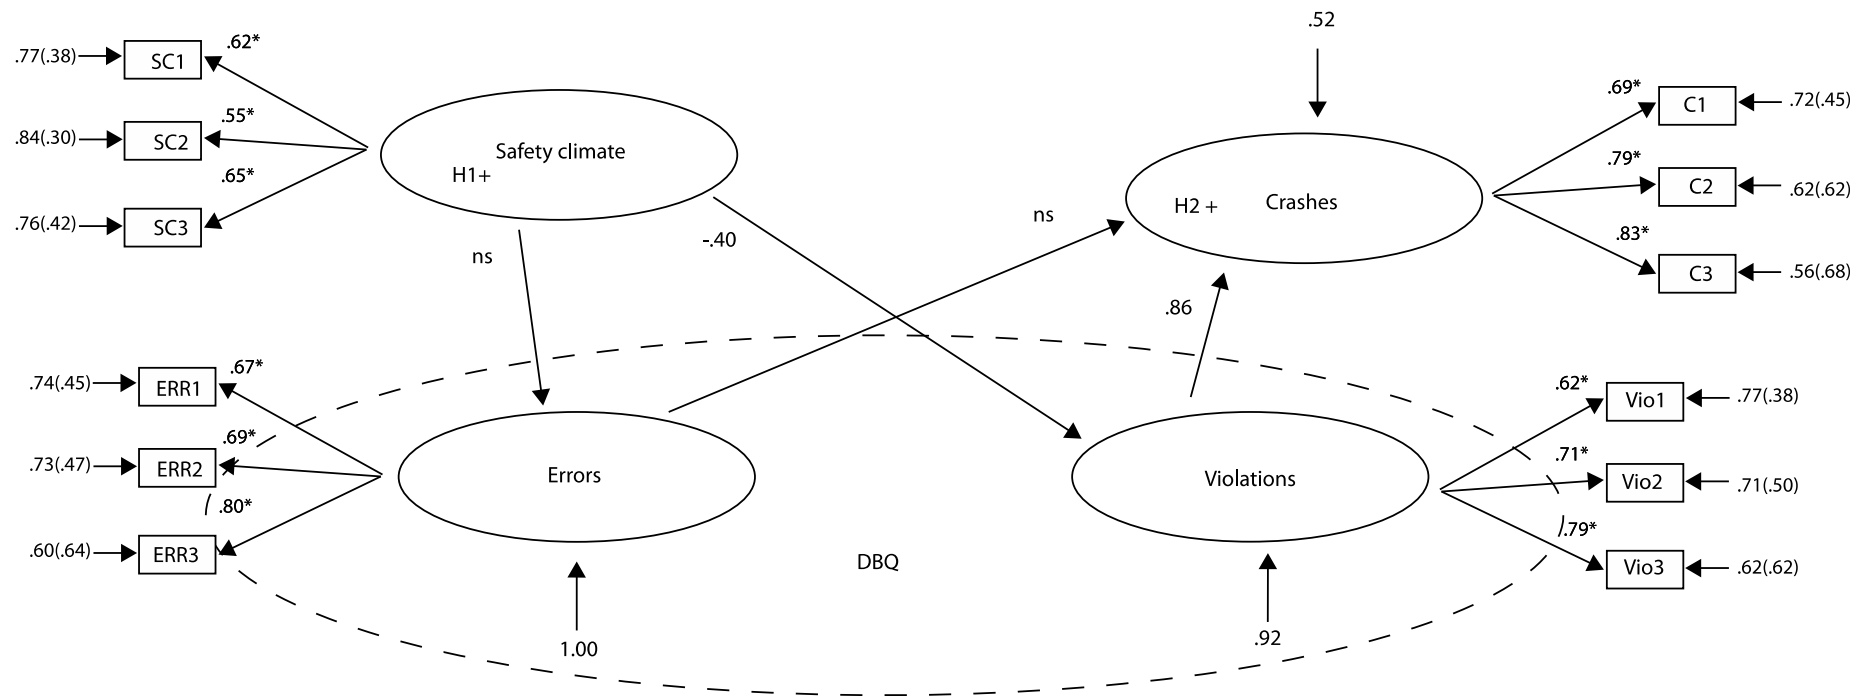 .52
.77(.38)
SC1
.62*
.84(.30)
SC2
.55*
.76(.42)
SC3
.65*
Safety climate
H1+
H2 +
Crashes
.69*
C1
.72(.45)
.79*
C2
.62(.62)
.83*
C3
.56(.68)
ns
-.40
ns
.86
.74(.45)
ERR1
.67*
.73(.47)
ERR2
.69*
.60(.64)
ERR3
.80*
Errors
Violations
DBQ
.62*
Vio1
.77(.38)
.71*
Vio2
.71(.50)
.79*
Vio3
.62(.62)
1.00
.92